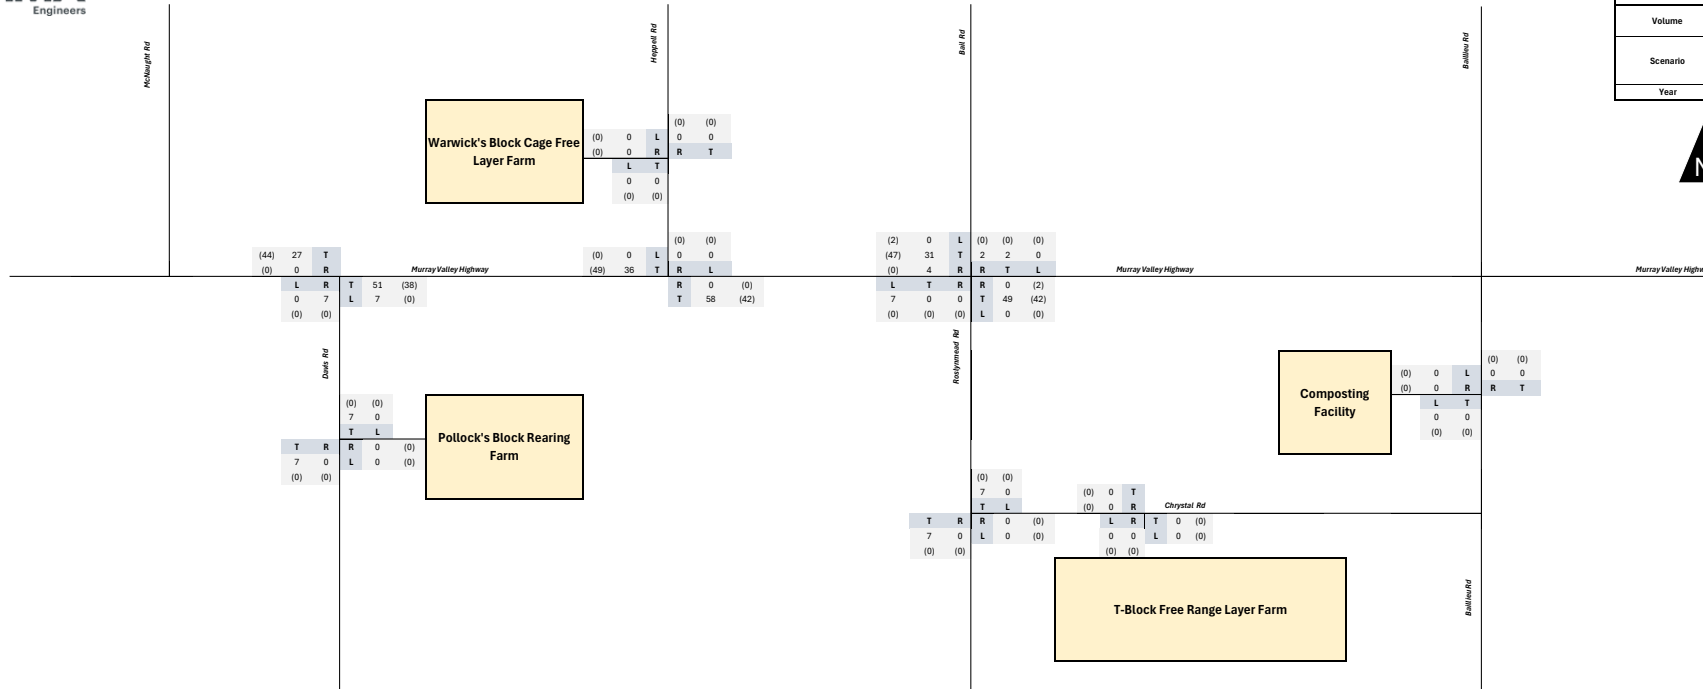 Engineers
McNaught Rd
Heppell Rd
Ball Rd
Baillieu Rd
Volume
Scenario
Year
N
Warwick's Block Cage Free
Layer Farm
(0) (0)
(0) 0 L 0 0
(0) 0 R R T
L T
0 0
(0) (0)
(44) 27 T
(0) 0 R
Murray Valley Highway
L R T 51 (38)
0 7 L 7 (0)
(0) (0)
(0) (0)
(0) 0 L 0 0
(49) 36 T R L
R 0 (0)
T 58 (42)
(2) 0 L (0) (0) (0)
(47) 31 T 2 2 0
(0) 4 R R T L
L T R R 0 (2)
7 0 0 T 49 (42)
(0) (0) (0) L 0 (0)
Murray Valley Highway
Murray Valley Highw
Davis Rd
Roslynmead Rd
(0) (0)
7 0
T L
T R R 0 (0)
7 0 L 0 (0)
(0) (0)
Pollock's Block Rearing
Farm
Composting
Facility
(0) (0)
(0) 0 L 0 0
(0) 0 R R T
L T
0 0
(0) (0)
(0) (0)
7 0
T L
T R R 0 (0)
7 0 L 0 (0)
(0) (0)
(0) 0 T
(0) 0 R
Chrystal Rd
L R T 0 (0)
0 0 L 0 (0)
(0) (0)
T-Block Free Range Layer Farm
Baillieu Rd